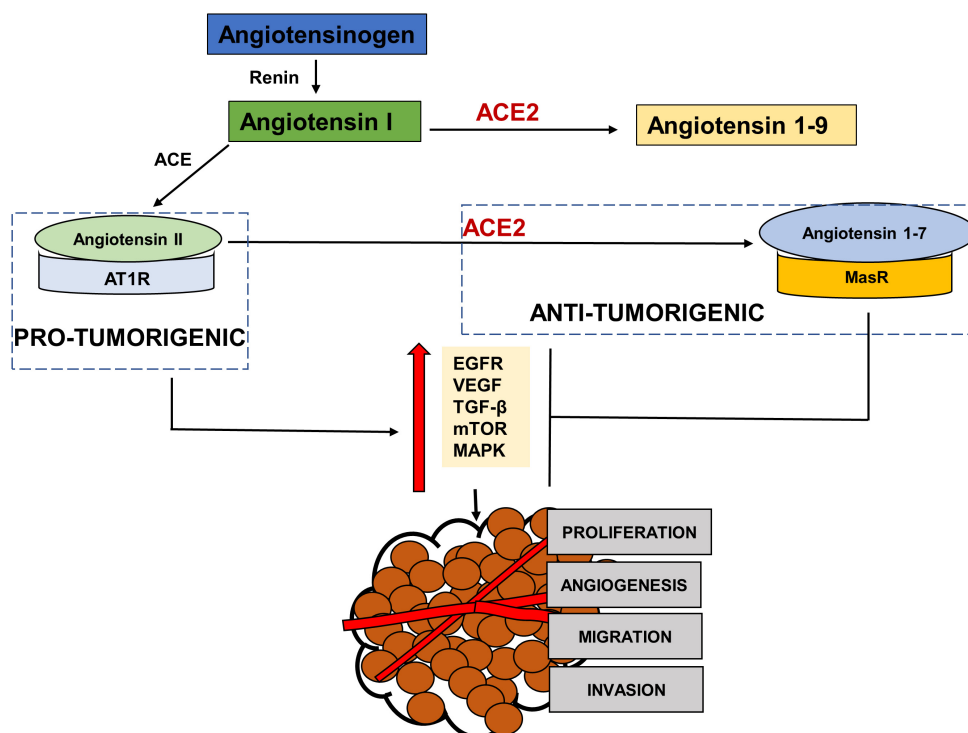 Angiotensinogen
Renin
Angiotensin I
ACE2
Angiotensin 1-9
ACE
Angiotensin II
AT1R
PRO-TUMORIGENIC
ACE2
Angiotensin 1-7
MasR
ANTI-TUMORIGENIC
EGFR
VEGF
TGF-β
mTOR
MAPK
PROLIFERATION
ANGIOGENESIS
MIGRATION
INVASION